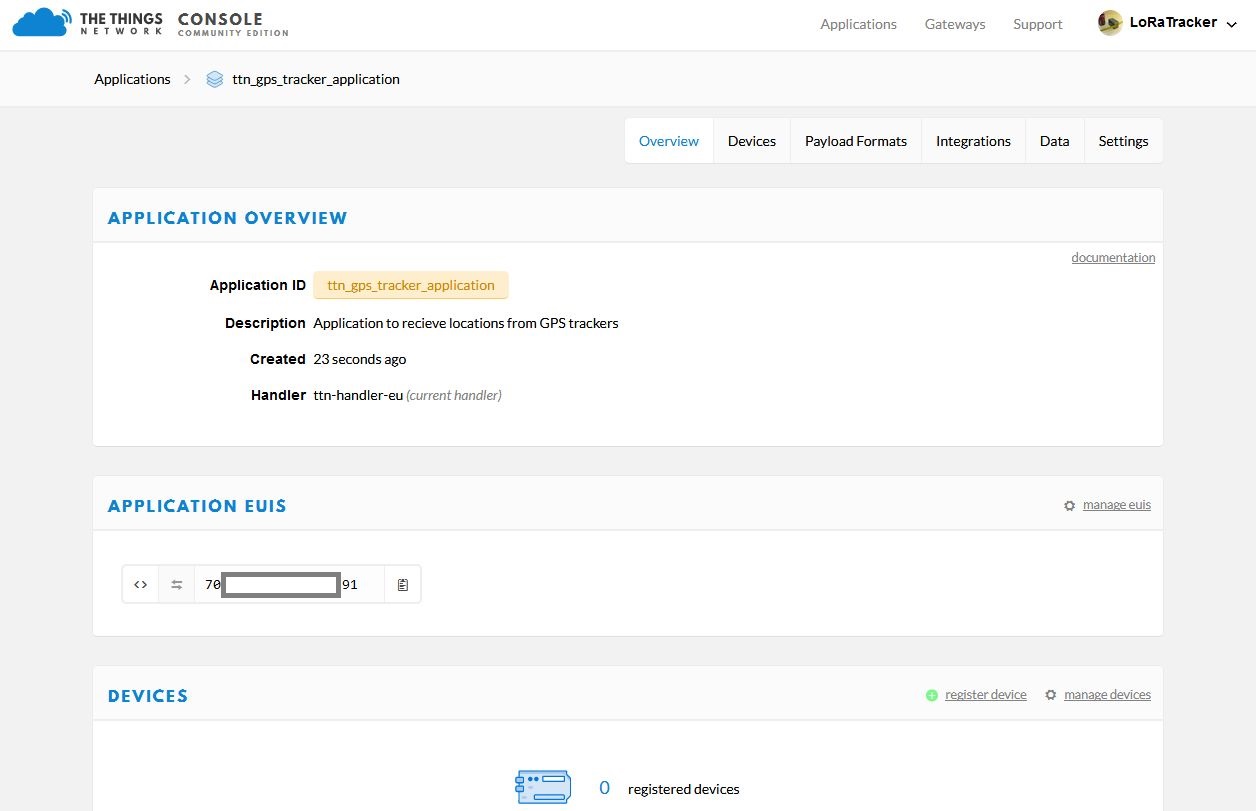 THE THINGS NETWORK CONSOLE COMMUNITY EDITION
Applications Gateways Support LoRaTracker
Applications ttn_gps_tracker_application
Overview Devices Payload Formats Integrations Data Settings
APPLICATION OVERVIEW
documentation
Application ID ttn_gps_tracker_application
Description Application to recieve locations from GPS trackers
Created 23 seconds ago
Handler ttn-handler-eu (current handler)
APPLICATION EUIS
manage euis
<> 70 91
DEVICES
register device manage devices
0 registered devices